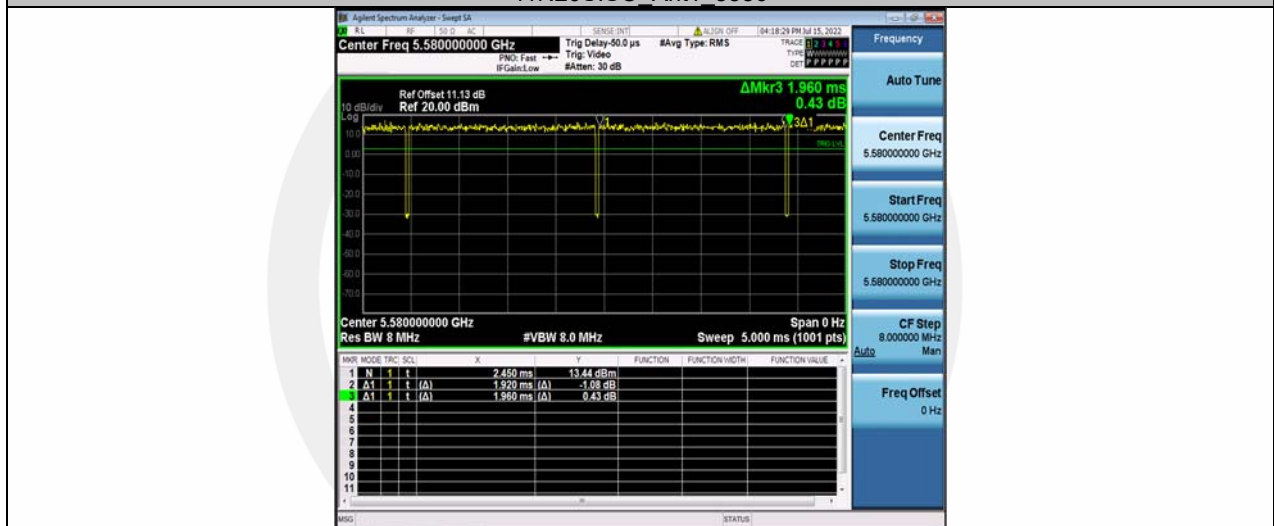 Agilent Spectrum Analyzer - Swept SA
RL RF 50 Ω AC SENSE:INT ALIGN OFF 04:18:29 PM Jul 15, 2022
Center Freq 5.580000000 GHz
Trig Delay-50.0 µs #Avg Type: RMS
TRACE 1 2 3 4 5 6
PNO: Fast Trig: Video
TYPE
IFGain:Low #Atten: 30 dB
DET P P P P P P
ΔMkr3 1.960 ms
0.43 dB
Ref Offset 11.13 dB
10 dB/div Ref 20.00 dBm
Log
10.0
0.00
-10.0
-20.0
-30.0
-40.0
-50.0
-60.0
-70.0
1
3Δ1
TRIG LVL
Center 5.580000000 GHz Span 0 Hz
Res BW 8 MHz #VBW 8.0 MHz Sweep 5.000 ms (1001 pts)
MKR MODE TRC SCL X Y FUNCTION FUNCTION WIDTH FUNCTION VALUE
1 N 1 t 2.450 ms 13.44 dBm
2 Δ1 1 t (Δ) 1.920 ms (Δ) -1.08 dB
3 Δ1 1 t (Δ) 1.960 ms (Δ) 0.43 dB
4
5
6
7
8
9
10
11
MSG STATUS
Frequency
Auto Tune
Center Freq
5.580000000 GHz
Start Freq
5.580000000 GHz
Stop Freq
5.580000000 GHz
CF Step
8.000000 MHz
Auto Man
Freq Offset
0 Hz